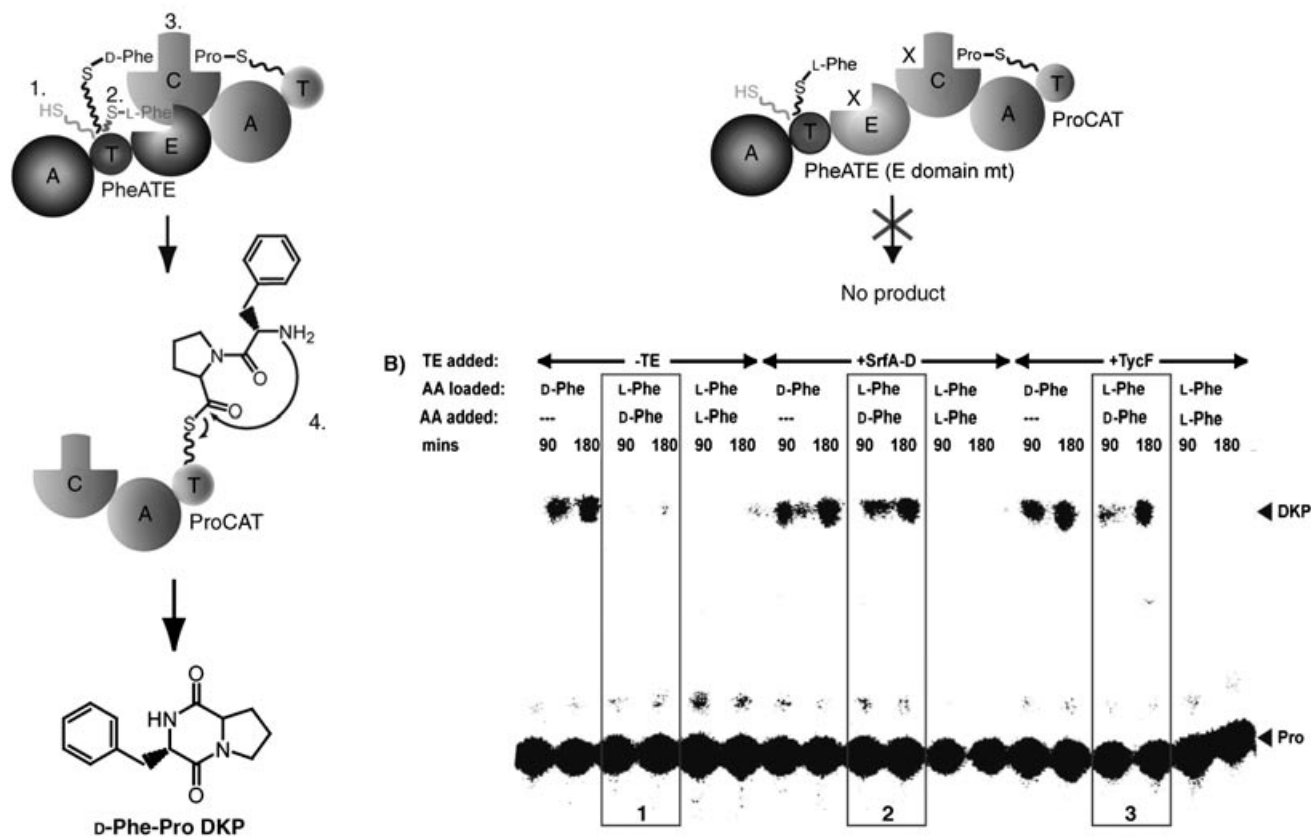 3.
D-Phe
Pro
S
S
C
T
1.
2.
HS
S
L-Phe
A
E
T
A
PheATE
NH₂
N
O
O
S
4.
C
T
A
ProCAT
O
HN
N
O
D-Phe-Pro DKP
X
C
Pro
S
T
L-Phe
HS
S
X
A
ProCAT
T
E
A
PheATE (E domain mt)
No product
B)
TE added: -TE +SrfA-D +TycF
AA loaded: D-Phe L-Phe L-Phe D-Phe L-Phe L-Phe D-Phe L-Phe L-Phe
AA added: --- D-Phe L-Phe --- D-Phe L-Phe --- D-Phe L-Phe
mins 90 180 90 180 90 180 90 180 90 180 90 180 90 180 90 180 90 180
DKP
Pro
1 2 3